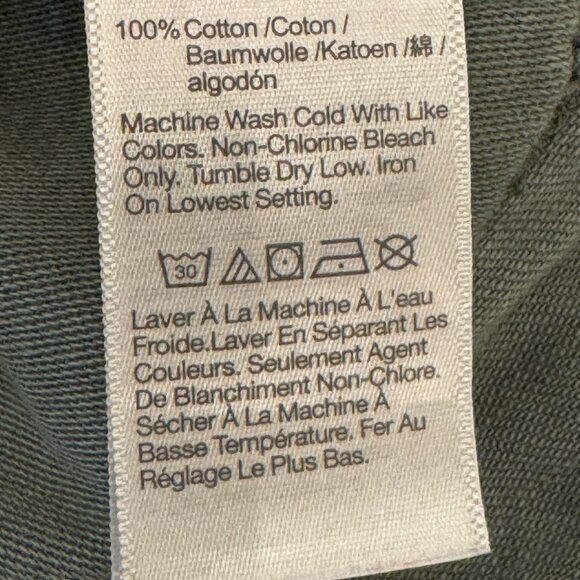 100% Cotton /Coton /
Baumwolle /Katoen /綿 /
algodón
Machine Wash Cold With Like
Colors. Non-Chlorine Bleach
Only. Tumble Dry Low. Iron
On Lowest Setting.
30
Laver À La Machine À L'eau
Froide.Laver En Séparant Les
Couleurs. Seulement Agent
De Blanchiment Non-Chlore.
Sécher À La Machine À
Basse Température. Fer Au
Réglage Le Plus Bas.